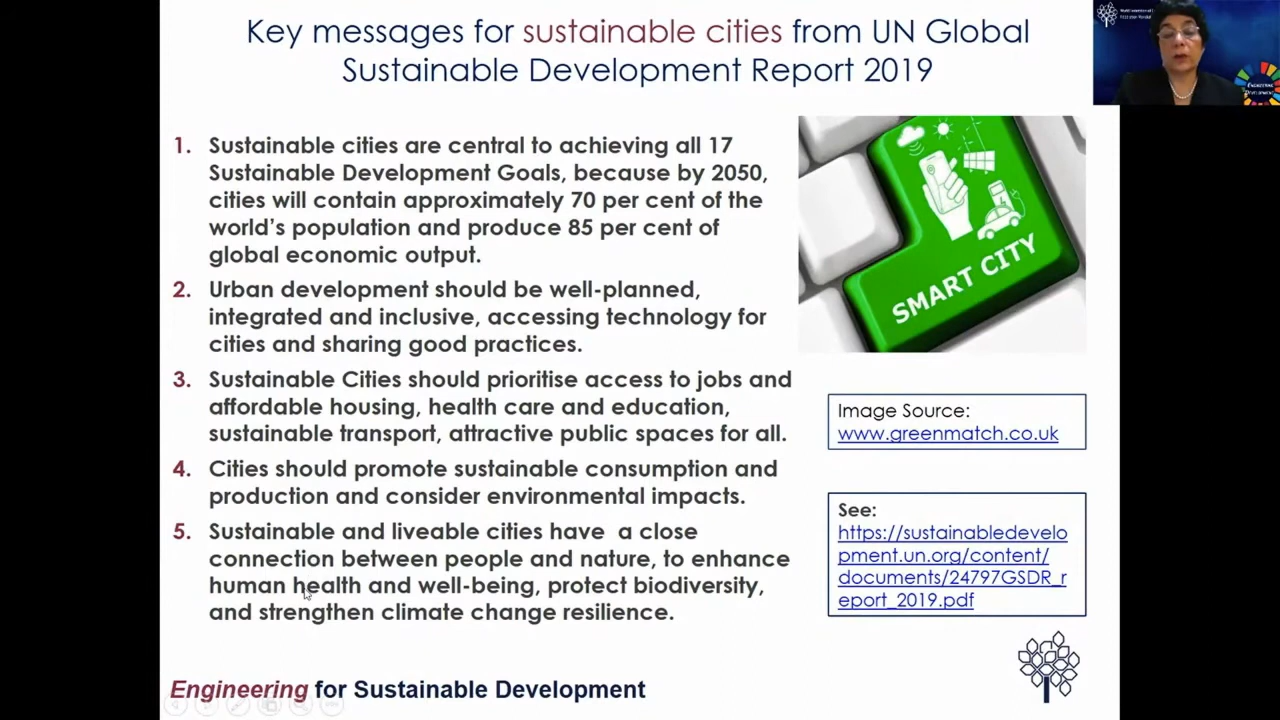 Key messages for sustainable cities from UN Global
Sustainable Development Report 2019
1. Sustainable cities are central to achieving all 17
Sustainable Development Goals, because by 2050,
cities will contain approximately 70 per cent of the
world's population and produce 85 per cent of
global economic output.
2. Urban development should be well-planned,
integrated and inclusive, accessing technology for
cities and sharing good practices.
3. Sustainable Cities should prioritise access to jobs and
affordable housing, health care and education,
sustainable transport, attractive public spaces for all.
4. Cities should promote sustainable consumption and
production and consider environmental impacts.
5. Sustainable and liveable cities have  a close
connection between people and nature, to enhance
human health and well-being, protect biodiversity,
and strengthen climate change resilience.
SMART CITY
Image Source:
www.greenmatch.co.uk
See:
https://sustainabledevelo
pment.un.org/content/
documents/24797GSDR_r
eport_2019.pdf
Engineering for Sustainable Development